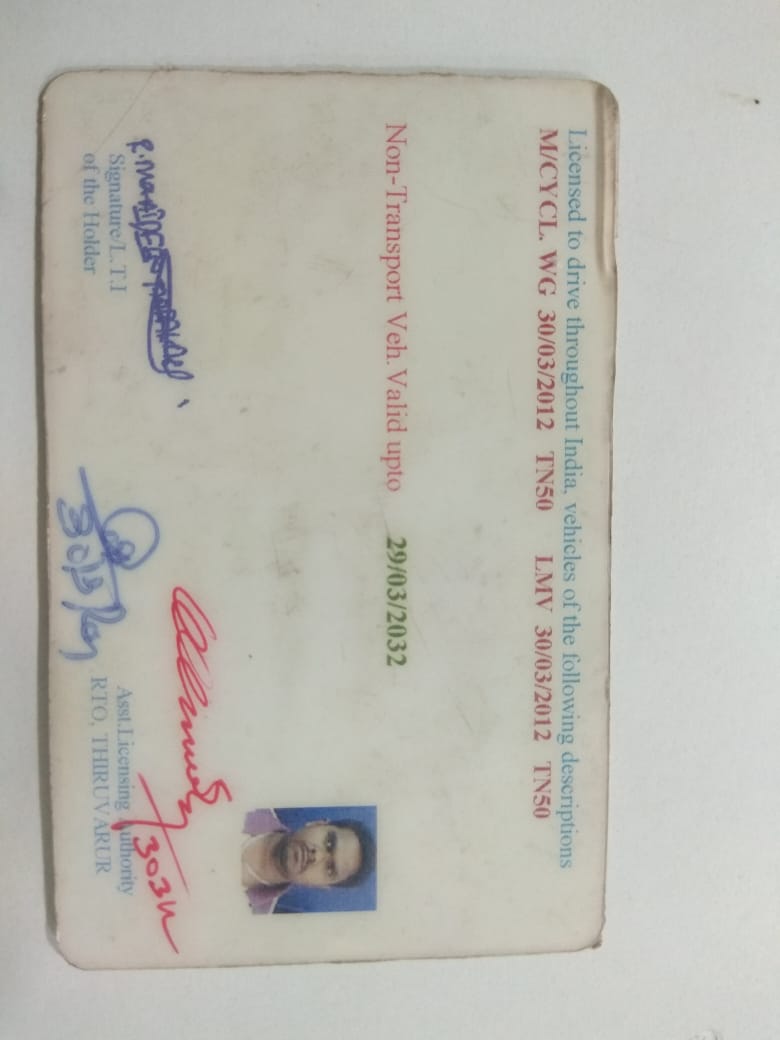 Licensed to drive throughout India, vehicles of the following descriptions
M/CYCL. WG 30/03/2012 TN50 LMV 30/03/2012 TN50
Non-Transport Veh. Valid upto 29/03/2032
Signature/L.T.I
of the Holder
Asst.Licensing Authority
RTO, THIRUVARUR